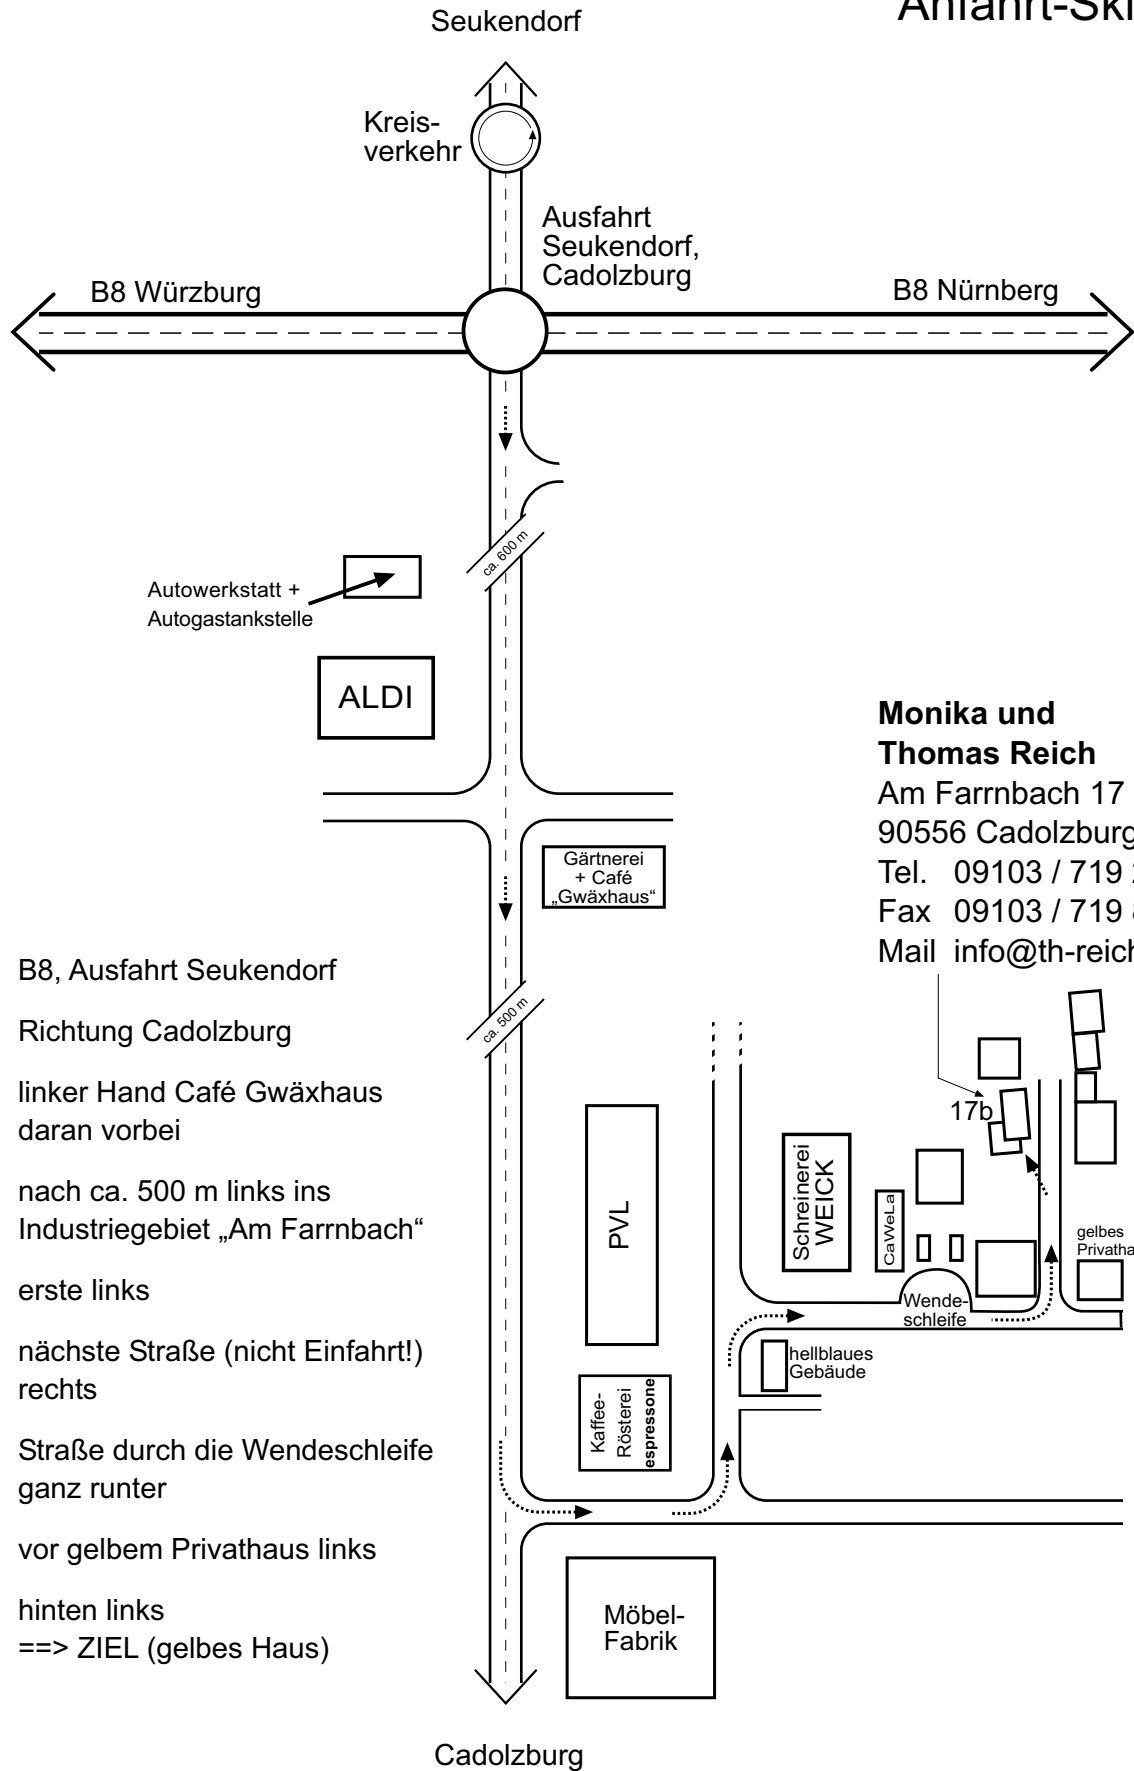 Seukendorf
Kreis-
verkehr
Ausfahrt
Seukendorf,
Cadolzburg
B8 Würzburg
B8 Nürnberg
ca. 600 m
Autowerkstatt +
Autogastankstelle
ALDI
Monika und
Thomas Reich
Am Farrnbach 17
90556 Cadolzburg
Tel. 09103 / 719
Fax 09103 / 719
Mail info@th-reich
Gärtnerei
+ Café
„Gwäxhaus“
B8, Ausfahrt Seukendorf
Richtung Cadolzburg
linker Hand Café Gwäxhaus
daran vorbei
nach ca. 500 m links ins
Industriegebiet „Am Farrnbach“
erste links
nächste Straße (nicht Einfahrt!)
rechts
Straße durch die Wendeschleife
ganz runter
vor gelbem Privathaus links
hinten links
==> ZIEL (gelbes Haus)
ca. 500 m
17b
PVL
Schreinerei
WEICK
CaWeLa
gelbes
Wende-
schleife
hellblaues
Gebäude
Kaffee-
Rösterei
espressone
Möbel-
Fabrik
Cadolzburg